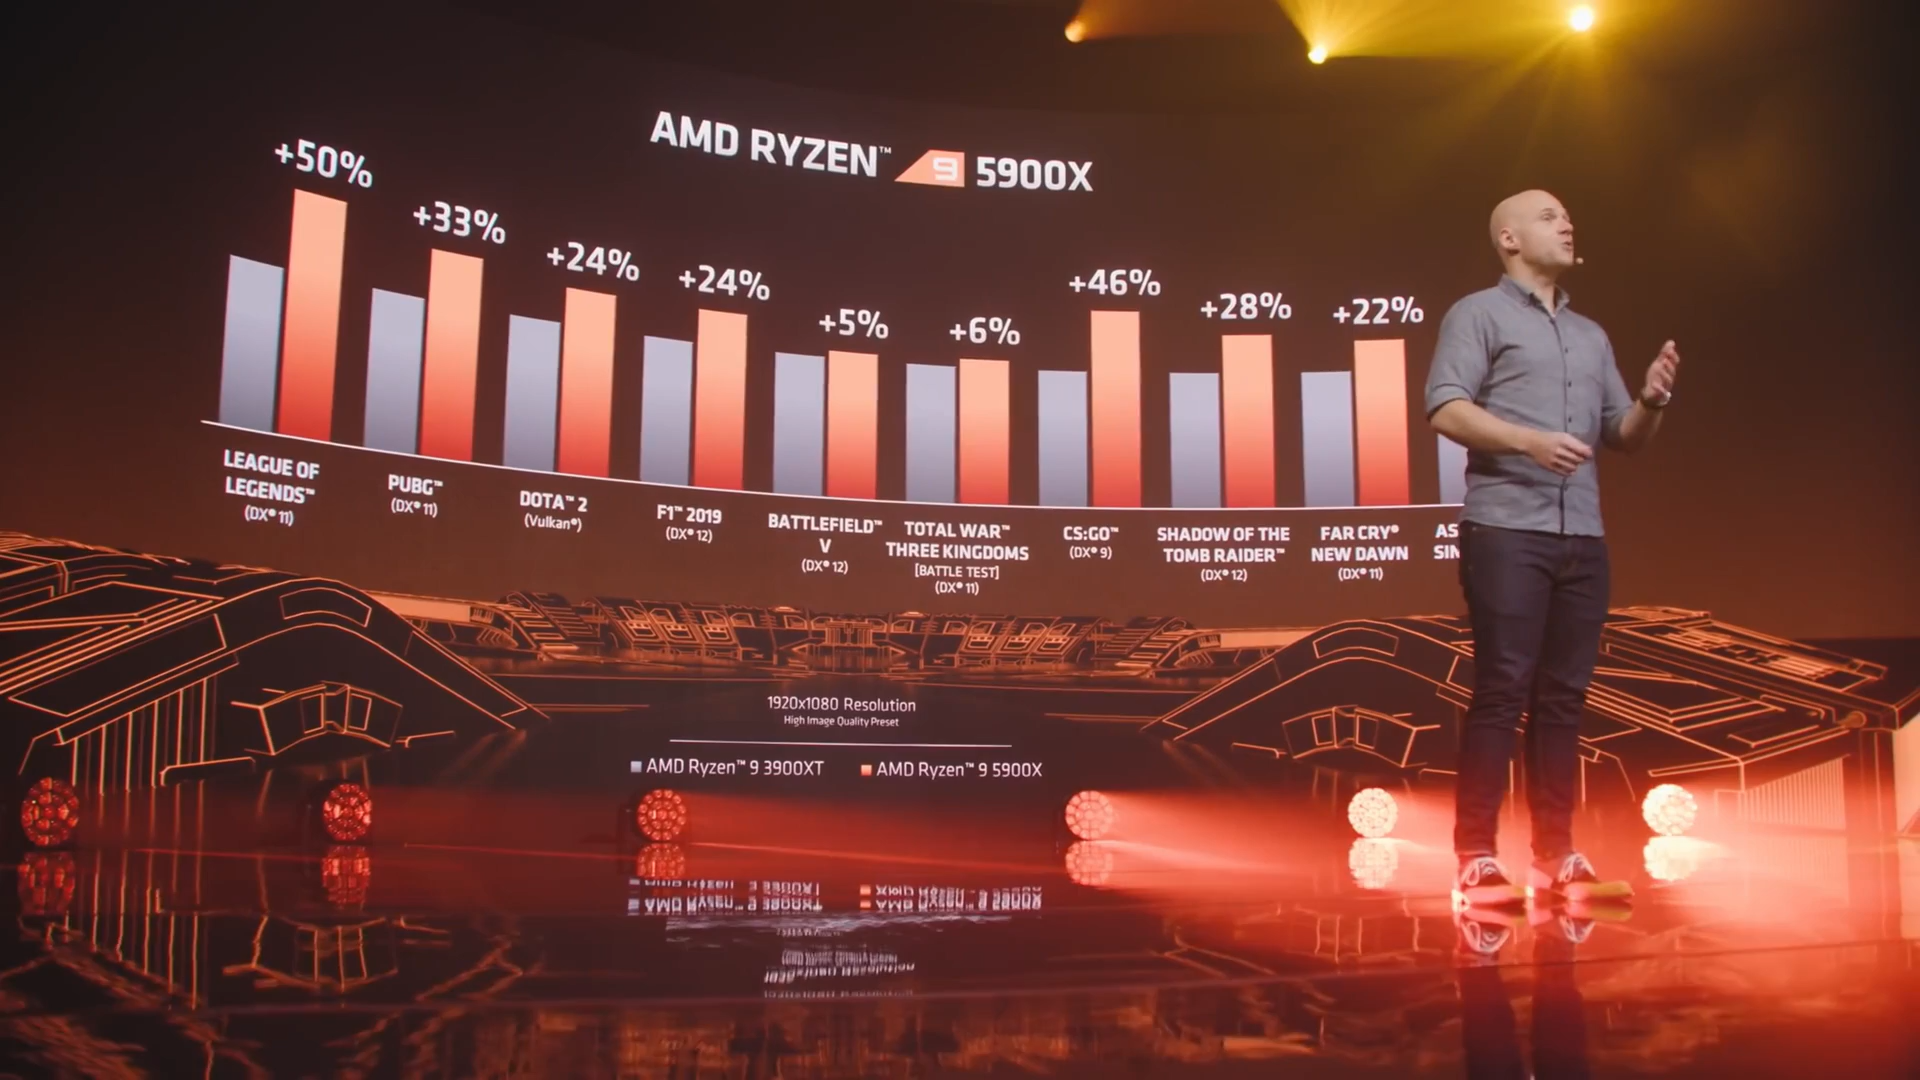 AMD RYZEN™ 9 5900X
+50%
+33%
+24%
+24%
+5%
+6%
+46%
+28%
+22%
LEAGUE OF
LEGENDS™
(DX® 11)
PUBG™
(DX® 11)
DOTA™ 2
(Vulkan®)
F1™ 2019
(DX® 12)
BATTLEFIELD™
V
(DX® 12)
TOTAL WAR™
THREE KINGDOMS
[BATTLE TEST]
(DX® 11)
CS:GO™
(DX® 9)
SHADOW OF THE
TOMB RAIDER™
(DX® 12)
FAR CRY®
NEW DAWN
(DX® 11)
1920x1080 Resolution
High Image Quality Preset
AMD Ryzen™ 9 3900XT
AMD Ryzen™ 9 5900X